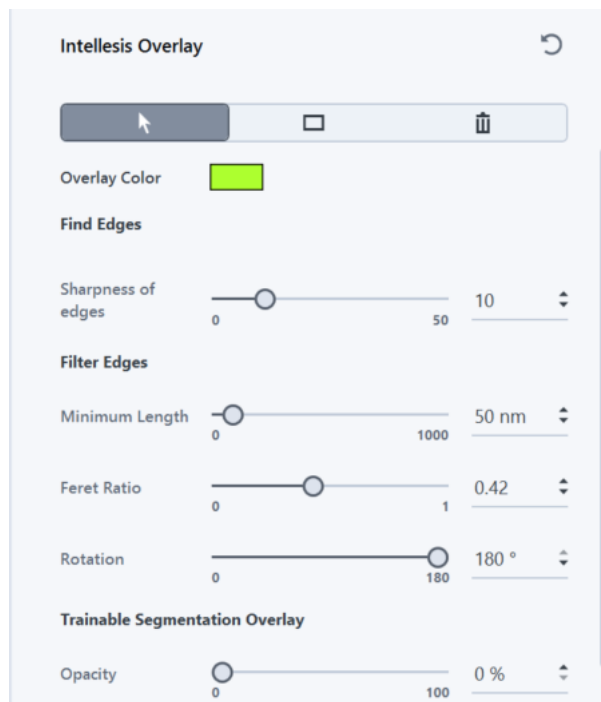 Intellesis Overlay
Overlay Color
Find Edges
Sharpness of
edges
10
0 50
Filter Edges
Minimum Length 50 nm
0 1000
Feret Ratio 0.42
0 1
Rotation 180 °
0 180
Trainable Segmentation Overlay
Opacity 0 %
0 100